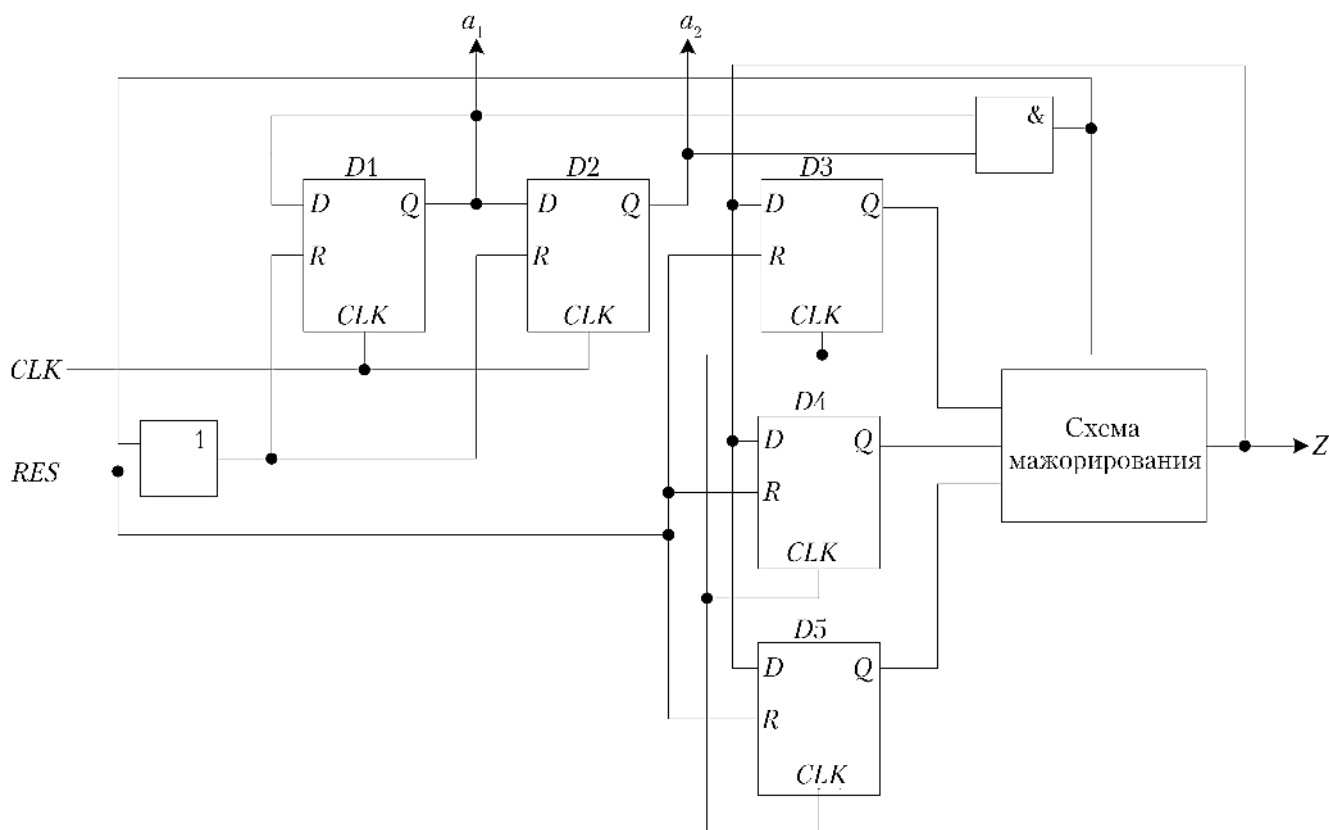 a1 a2
&
D1 D2 D3
D Q D Q D Q
R R R
CLK CLK CLK
CLK
D4
1 D Q Схема
мажорирования Z
RES
R
CLK
D5
D Q
R
CLK